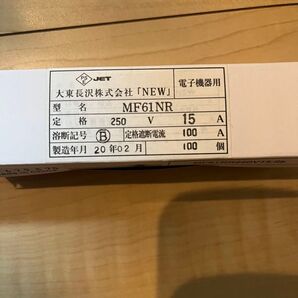 PS E JET
大東長沢株式会社「NEW」 電子機器用
型 名 MF61NR
定 格 250 V 15 A
溶断記号 Ⓑ 定格遮断電流 100 A
製造年月 20年02月 100 個